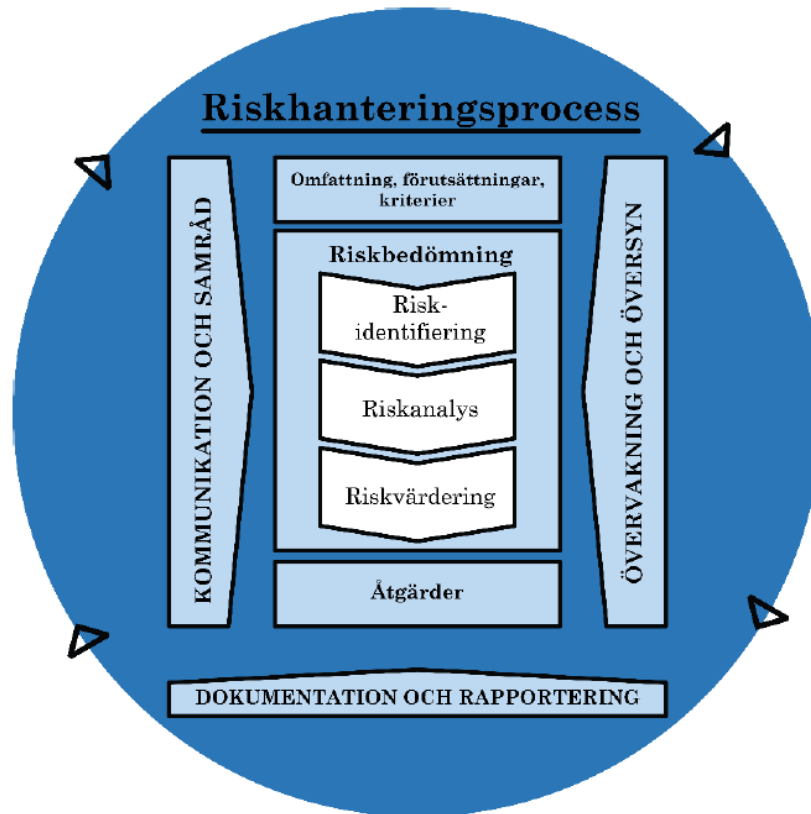 Riskhanteringsprocess
KOMMUNIKATION OCH SAMRÅD
Omfattning, förutsättningar,
kriterier
Riskbedömning
Risk-
identifiering
Riskanalys
Riskvärdering
Åtgärder
ÖVERVAKNING OCH ÖVERSYN
DOKUMENTATION OCH RAPPORTERING